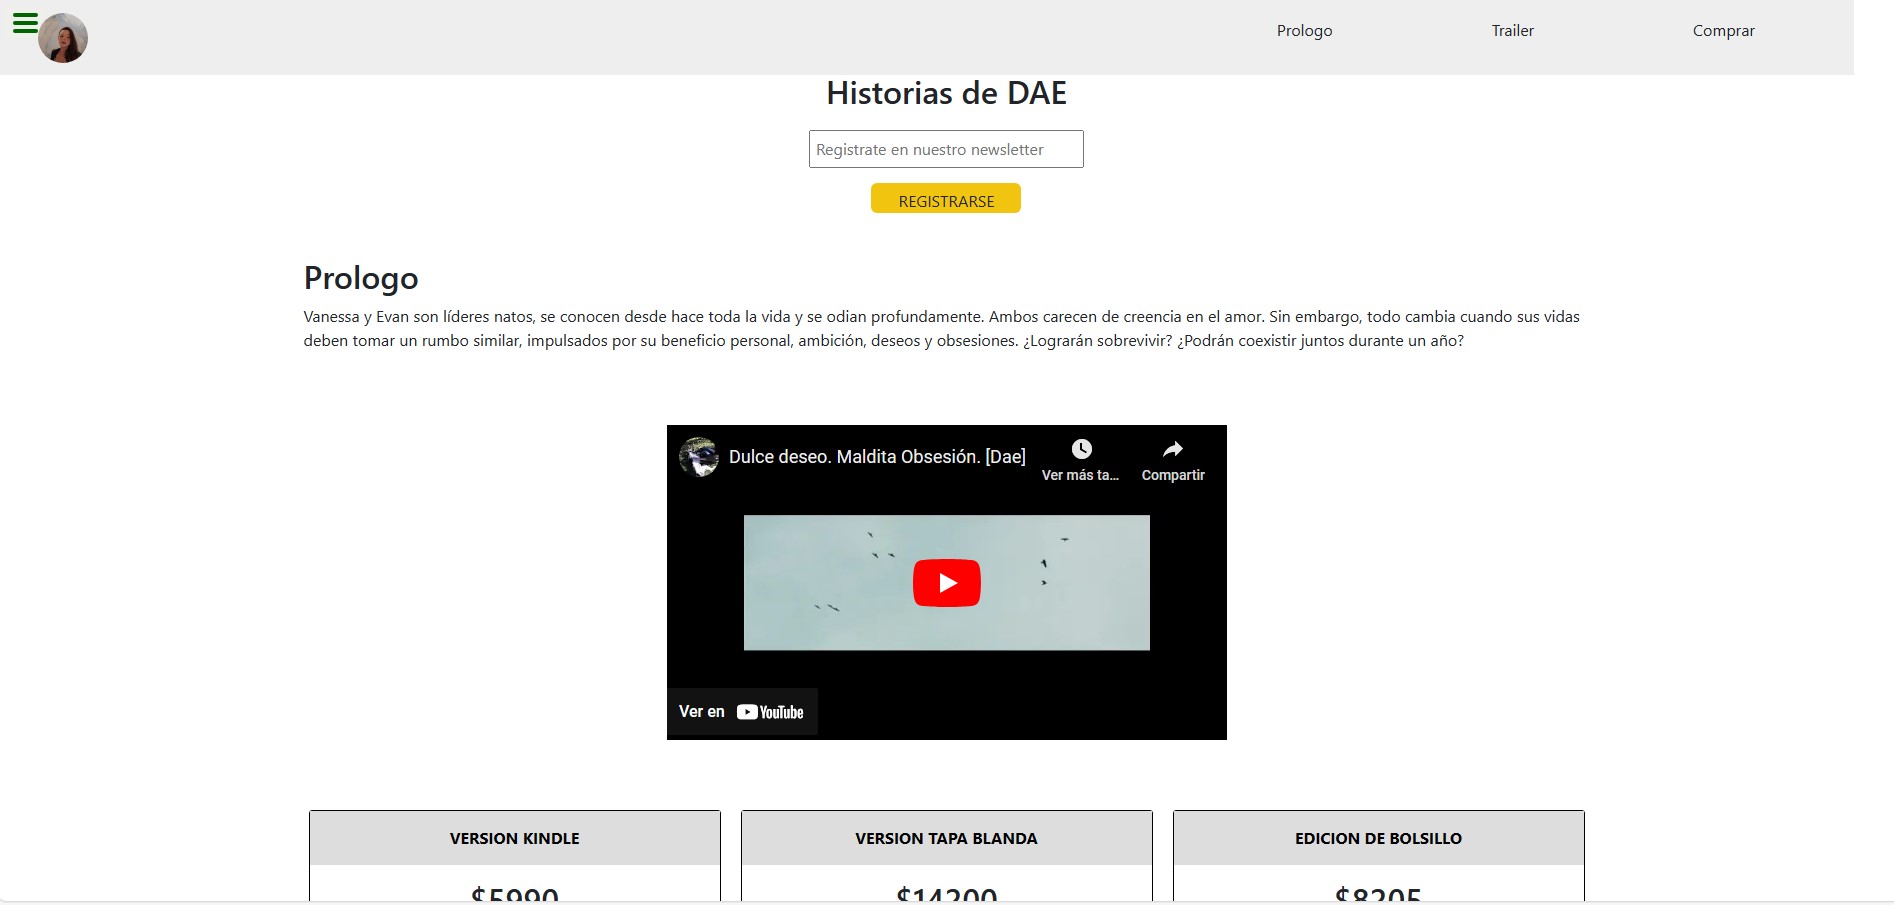 Prologo
Trailer
Comprar
Historias de DAE
Registrate en nuestro newsletter
REGISTRARSE
Prologo
Vanessa y Evan son líderes natos, se conocen desde hace toda la vida y se odian profundamente. Ambos carecen de creencia en el amor. Sin embargo, todo cambia cuando sus vidas
deben tomar un rumbo similar, impulsados por su beneficio personal, ambición, deseos y obsesiones. ¿Lograrán sobrevivir? ¿Podrán coexistir juntos durante un año?
Dulce deseo. Maldita Obsesión. [Dae]
Ver más ta...
Compartir
Ver en YouTube
VERSION KINDLE
VERSION TAPA BLANDA
EDICION DE BOLSILLO
$5990
$14200
$8205